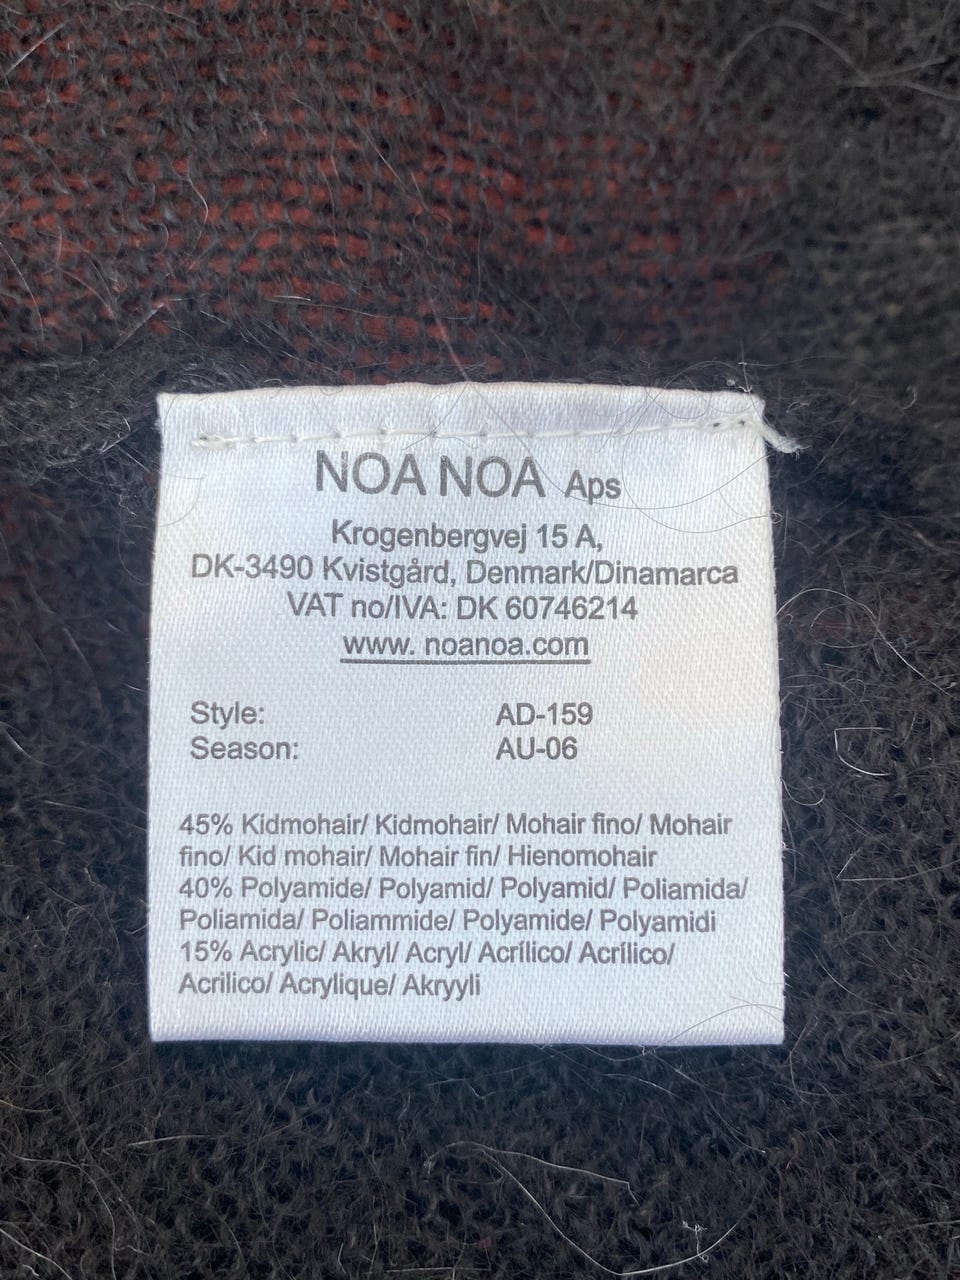 NOA NOA Aps
Krogenbergvej 15 A,
DK-3490 Kvistgård, Denmark/Dinamarca
VAT no/IVA: DK 60746214
www. noanoa.com
Style: AD-159
Season: AU-06
45% Kidmohair/ Kidmohair/ Mohair fino/ Mohair
fino/ Kid mohair/ Mohair fin/ Hienomohair
40% Polyamide/ Polyamid/ Polyamid/ Poliamida/
Poliamida/ Poliammide/ Polyamide/ Polyamidi
15% Acrylic/ Akryl/ Acryl/ Acrílico/ Acrílico/
Acrilico/ Acrylique/ Akryyli